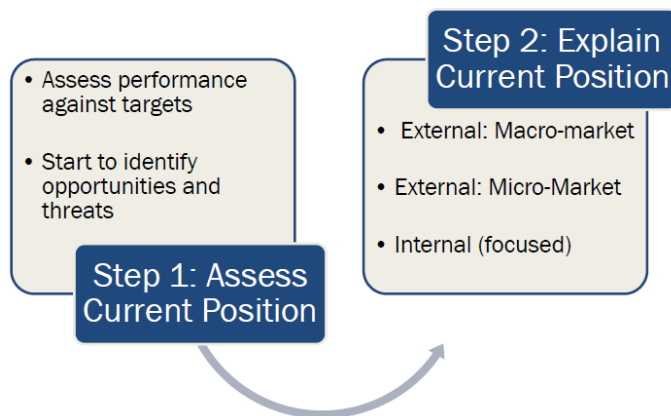 • Assess performance
against targets
• Start to identify
opportunities and
threats
Step 1: Assess
Current Position
Step 2: Explain
Current Position
• External: Macro-market
• External: Micro-Market
• Internal (focused)